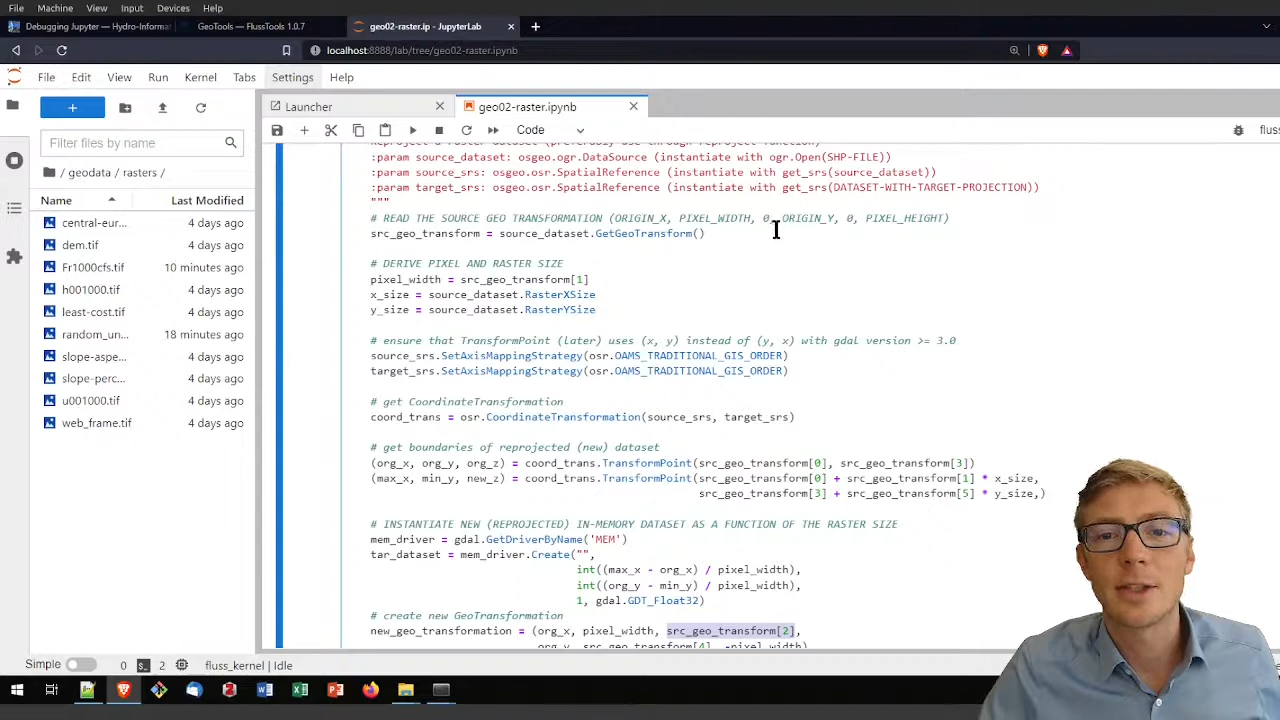 File Menu Devices Help
Debugging Jupyter — Hydro-Informat
GeoTools — FlussTools 1.0.7
geo02-raster.ip - JupyterLab
localhost:8888/lab/tree/geo02-raster.ipynb
File Edit View Run Kernel Tabs Settings Help
Launcher
geo02-raster.ipynb
Code
fluss
Filter files by name
/ geodata / rasters /
Name Last Modified
central-eur... 4 days ago
dem.tif 4 days ago
Fr1000cfs.tif 10 minutes ago
h001000.tif 4 days ago
least-cost.tif 4 days ago
random_un... 18 minutes ago
slope-aspe... 4 days ago
slope-perc... 4 days ago
u001000.tif 4 days ago
web_frame.tif 4 days ago
:param source_dataset: osgeo.ogr.DataSource (instantiate with ogr.Open(SHP-FILE))
:param source_srs: osgeo.osr.SpatialReference (instantiate with get_srs(source_dataset))
:param target_srs: osgeo.osr.SpatialReference (instantiate with get_srs(DATASET-WITH-TARGET-PROJECTION))
"""
# READ THE SOURCE GEO TRANSFORMATION (ORIGIN_X, PIXEL_WIDTH, 0, ORIGIN_Y, 0, PIXEL_HEIGHT)
src_geo_transform = source_dataset.GetGeoTransform()
# DERIVE PIXEL AND RASTER SIZE
pixel_width = src_geo_transform[1]
x_size = source_dataset.RasterXSize
y_size = source_dataset.RasterYSize
# ensure that TransformPoint (later) uses (x, y) instead of (y, x) with gdal version >= 3.0
source_srs.SetAxisMappingStrategy(osr.OAMS_TRADITIONAL_GIS_ORDER)
target_srs.SetAxisMappingStrategy(osr.OAMS_TRADITIONAL_GIS_ORDER)
# get CoordinateTransformation
coord_trans = osr.CoordinateTransformation(source_srs, target_srs)
# get boundaries of reprojected (new) dataset
(org_x, org_y, org_z) = coord_trans.TransformPoint(src_geo_transform[0], src_geo_transform[3])
(max_x, min_y, new_z) = coord_trans.TransformPoint(src_geo_transform[0] + src_geo_transform[1] * x_size,
src_geo_transform[3] + src_geo_transform[5] * y_size,)
# INSTANTIATE NEW (REPROJECTED) IN-MEMORY DATASET AS A FUNCTION OF THE RASTER SIZE
mem_driver = gdal.GetDriverByName('MEM')
tar_dataset = mem_driver.Create("",
int((max_x - org_x) / pixel_width),
int((org_y - min_y) / pixel_width),
1, gdal.GDT_Float32)
# create new GeoTransformation
new_geo_transformation = (org_x, pixel_width, src_geo_transform[2],
org_y, src_geo_transform[4], -pixel_width)
Simple 0 2 fluss_kernel | Idle